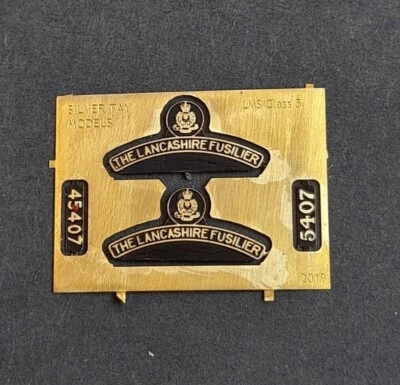 SILVER TAY
MODELS
LMS Class 5
THE LANCASHIRE FUSILIER
45407
5407
THE LANCASHIRE FUSILIER
2019